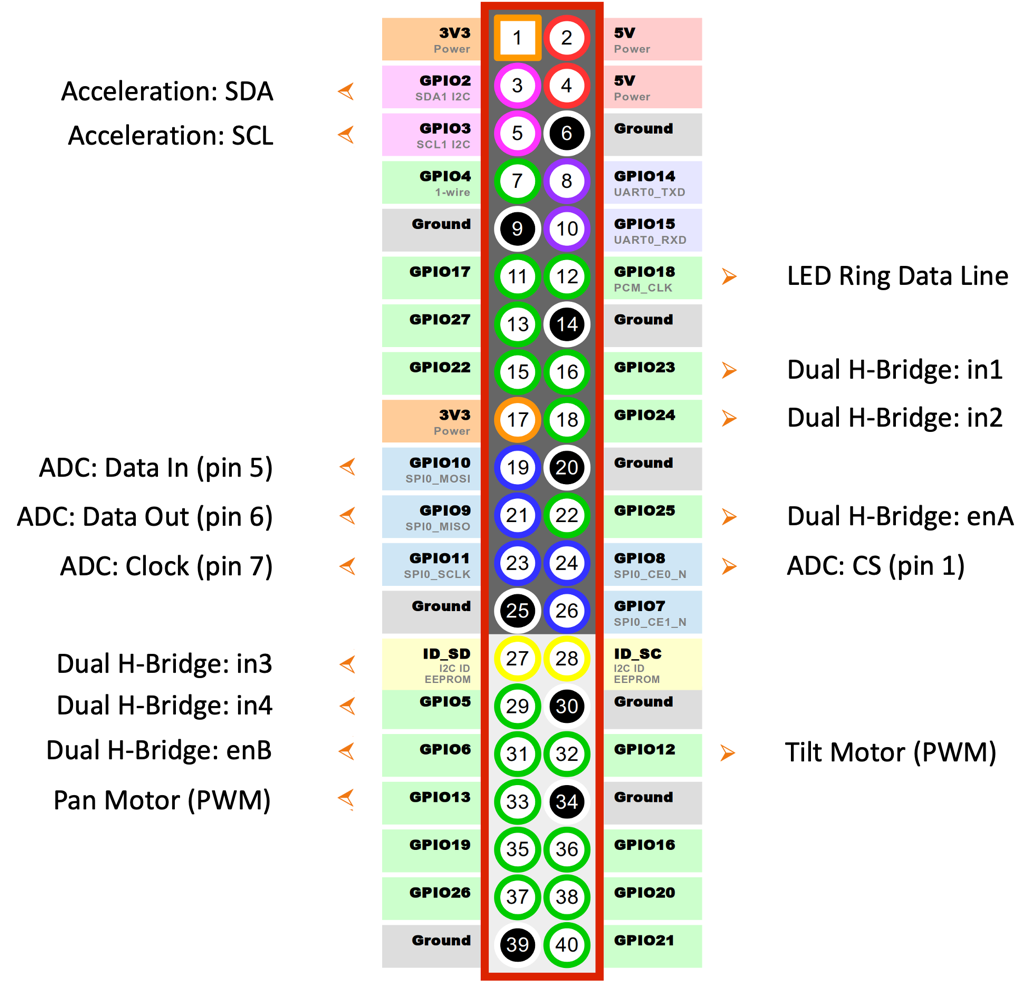 3V3
Power
1
2
5V
Power
Acceleration: SDA
GPIO2
SDA1 I2C
3
4
5V
Power
Acceleration: SCL
GPIO3
SCL1 I2C
5
6
Ground
GPIO4
1-wire
7
8
GPIO14
UART0_TXD
Ground
9
10
GPIO15
UART0_RXD
GPIO17
11
12
GPIO18
PCM_CLK
LED Ring Data Line
GPIO27
13
14
Ground
GPIO22
15
16
GPIO23
Dual H-Bridge: in1
3V3
Power
17
18
GPIO24
Dual H-Bridge: in2
ADC: Data In (pin 5)
GPIO10
SPI0_MOSI
19
20
Ground
ADC: Data Out (pin 6)
GPIO9
SPI0_MISO
21
22
GPIO25
Dual H-Bridge: enA
ADC: Clock (pin 7)
GPIO11
SPI0_SCLK
23
24
GPIO8
SPI0_CE0_N
ADC: CS (pin 1)
Ground
25
26
GPIO7
SPI0_CE1_N
Dual H-Bridge: in3
ID_SD
I2C ID
EEPROM
27
28
ID_SC
I2C ID
EEPROM
Dual H-Bridge: in4
GPIO5
29
30
Ground
Dual H-Bridge: enB
GPIO6
31
32
GPIO12
Tilt Motor (PWM)
Pan Motor (PWM)
GPIO13
33
34
Ground
GPIO19
35
36
GPIO16
GPIO26
37
38
GPIO20
Ground
39
40
GPIO21